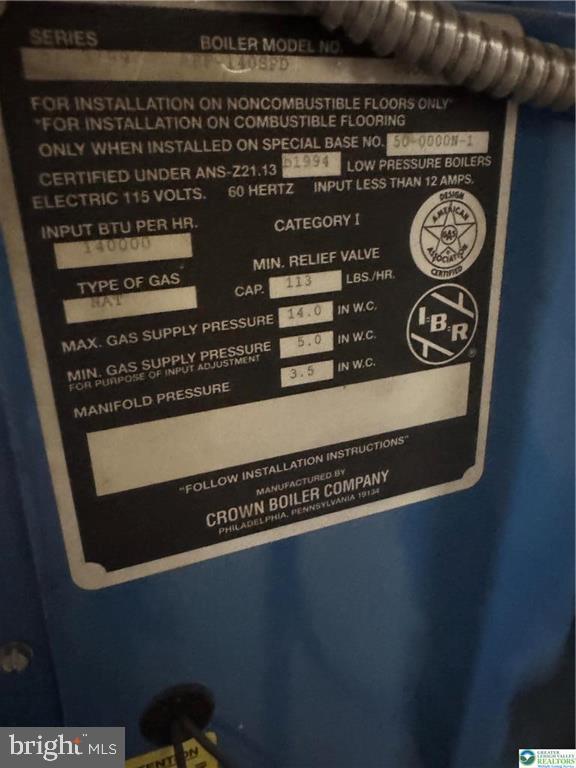 SERIES BOILER MODEL NO.
FOR INSTALLATION ON NONCOMBUSTIBLE FLOORS ONLY*
*FOR INSTALLATION ON COMBUSTIBLE FLOORING
ONLY WHEN INSTALLED ON SPECIAL BASE NO. 50-0000N-1
CERTIFIED UNDER ANS-Z21.13 b1994 LOW PRESSURE BOILERS
ELECTRIC 115 VOLTS. 60 HERTZ INPUT LESS THAN 12 AMPS.
INPUT BTU PER HR. CATEGORY I
140000
DESIGN
AMERICAN
GAS
ASSOCIATION
CERTIFIED
TYPE OF GAS MIN. RELIEF VALVE
NAT CAP. 113 LBS./HR.
MAX. GAS SUPPLY PRESSURE 14.0 IN W.C.
MIN. GAS SUPPLY PRESSURE 5.0 IN W.C.
FOR PURPOSE OF INPUT ADJUSTMENT
MANIFOLD PRESSURE 3.5 IN W.C.
I=B=R
®
"FOLLOW INSTALLATION INSTRUCTIONS"
MANUFACTURED BY
CROWN BOILER COMPANY
PHILADELPHIA, PENNSYLVANIA 19134
bright MLS
GREATER
LEHIGH VALLEY
REALTORS